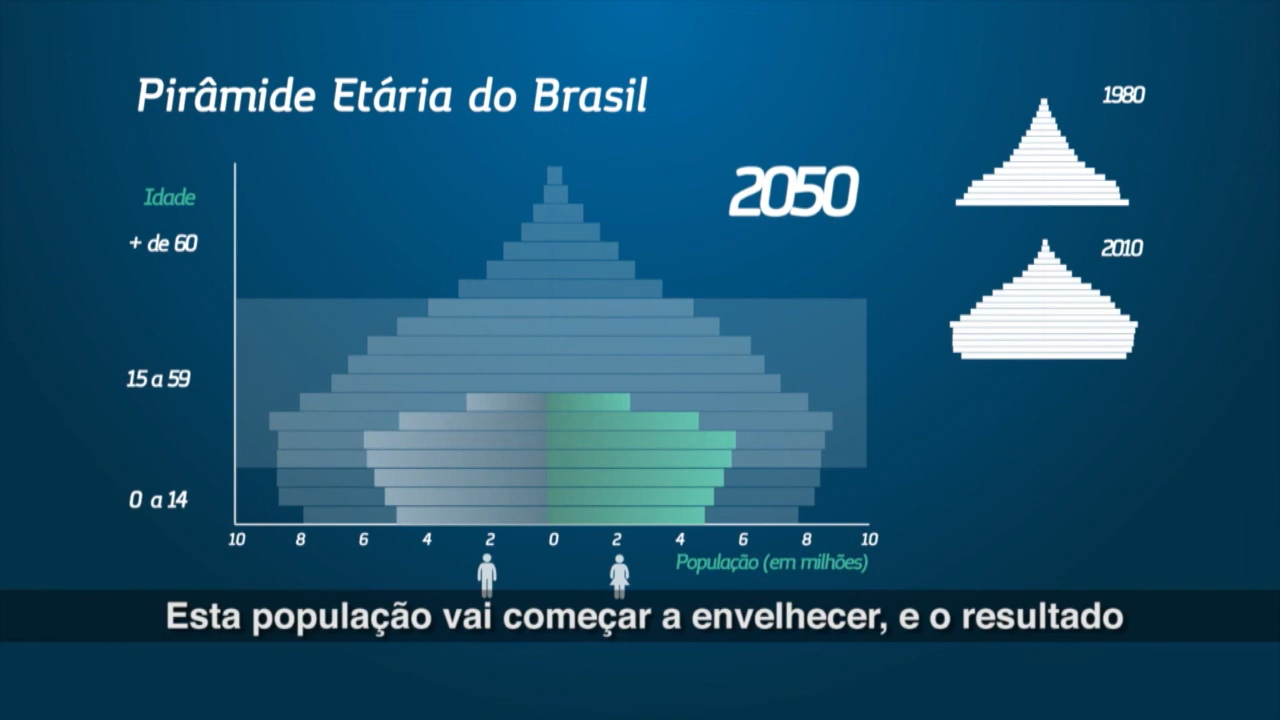 Pirâmide Etária do Brasil
1980
2050
Idade
+ de 60
2010
15 a 59
0 a 14
10 8 6 4 2 0 2 4 6 8 10
População (em milhões)
Esta população vai começar a envelhecer, e o resultado